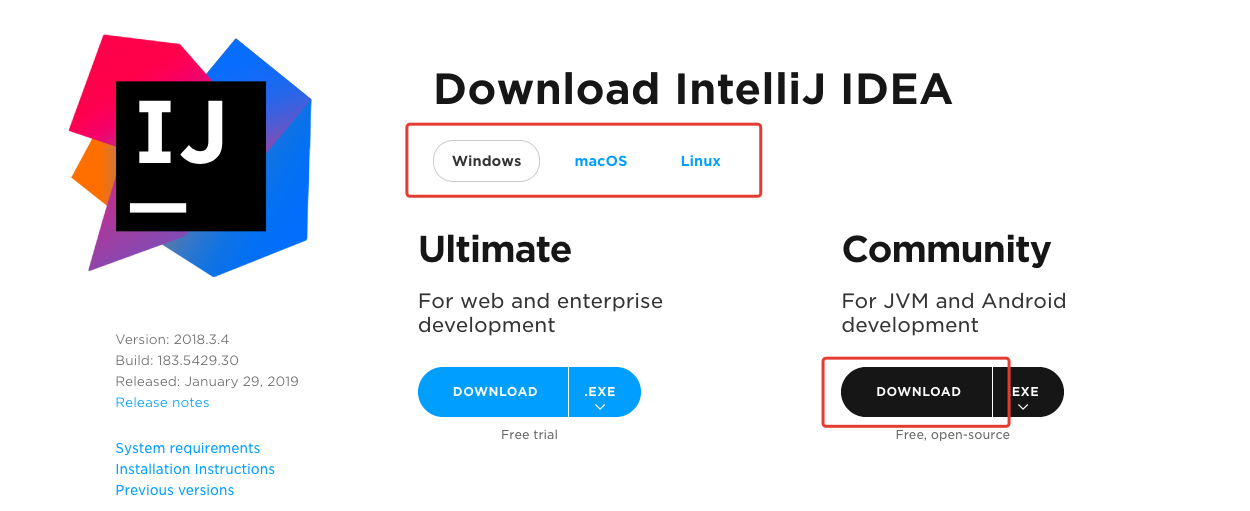 IJ
Download IntelliJ IDEA
Windows macOS Linux
Ultimate
For web and enterprise
development
DOWNLOAD .EXE
Free trial
Community
For JVM and Android
development
DOWNLOAD EXE
Free, open-source
Version: 2018.3.4
Build: 183.5429.30
Released: January 29, 2019
Release notes
System requirements
Installation Instructions
Previous versions